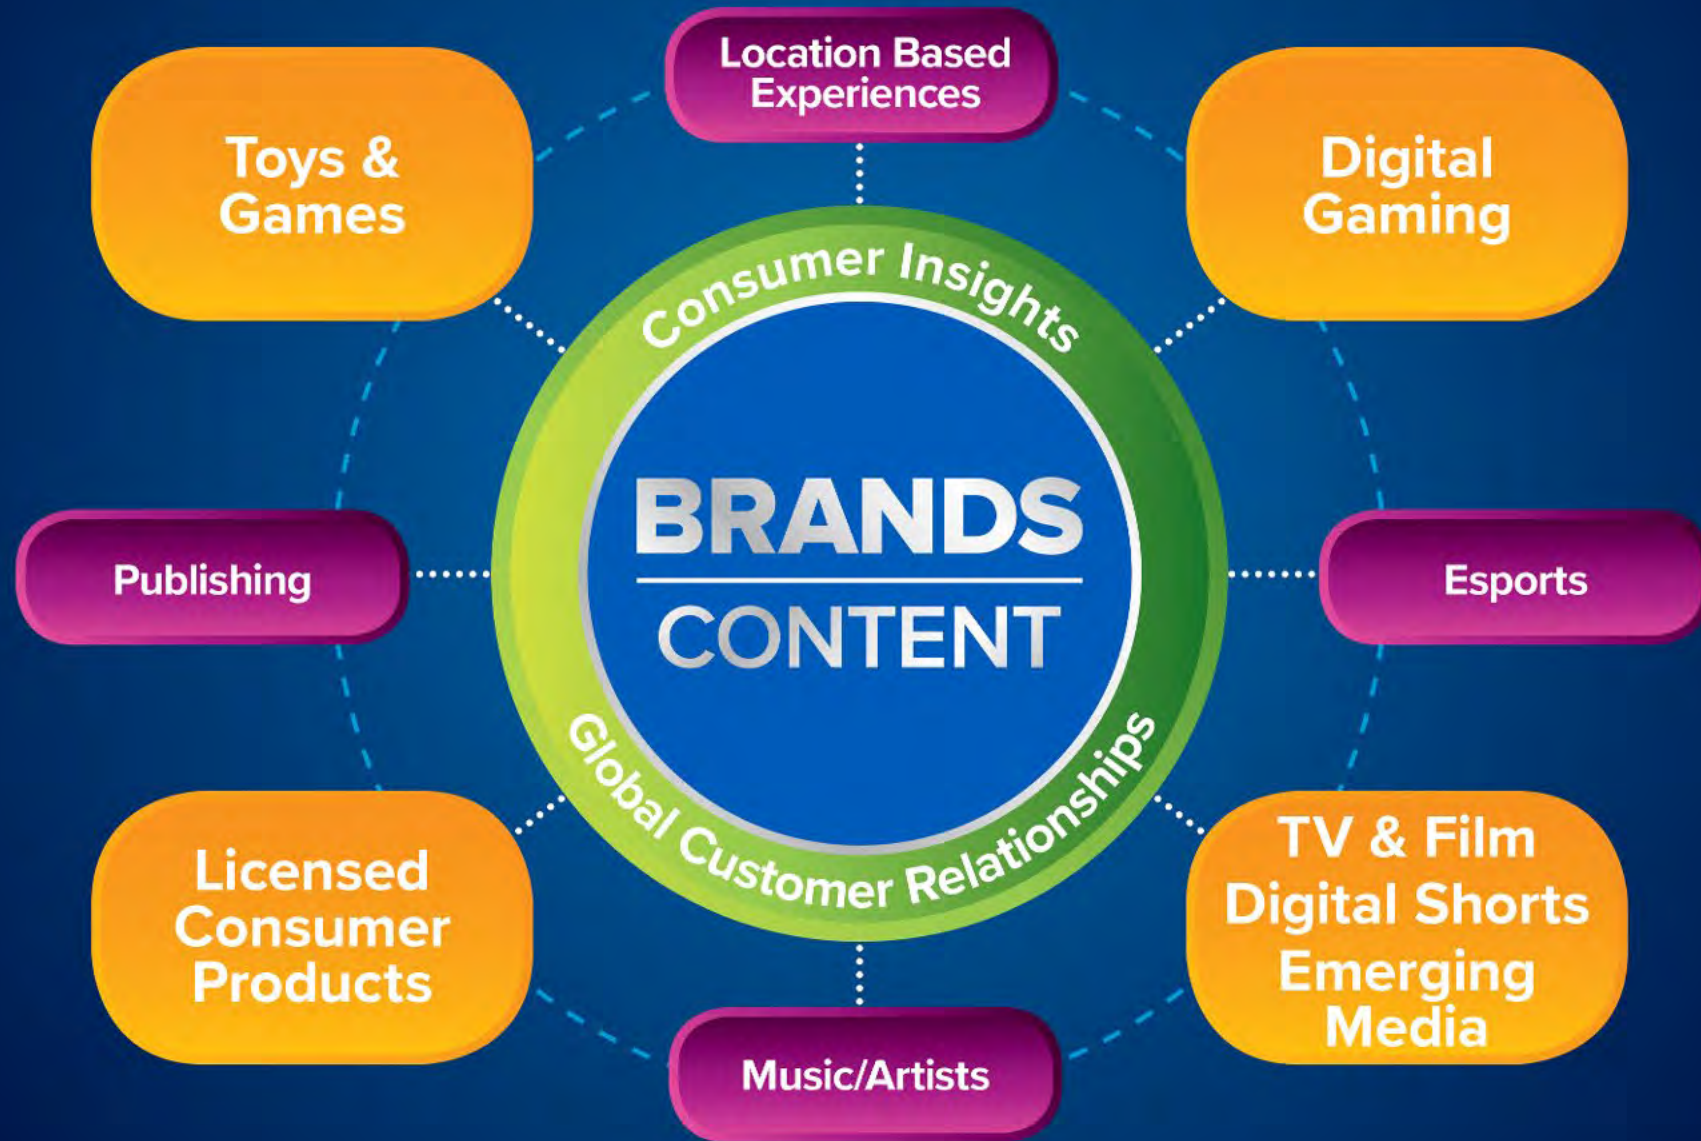 Location Based
Experiences
Toys &
Games
Digital
Gaming
Consumer Insights
BRANDS
CONTENT
Publishing
Esports
Global Customer Relationships
Licensed
Consumer
Products
TV & Film
Digital Shorts
Emerging
Media
Music/Artists